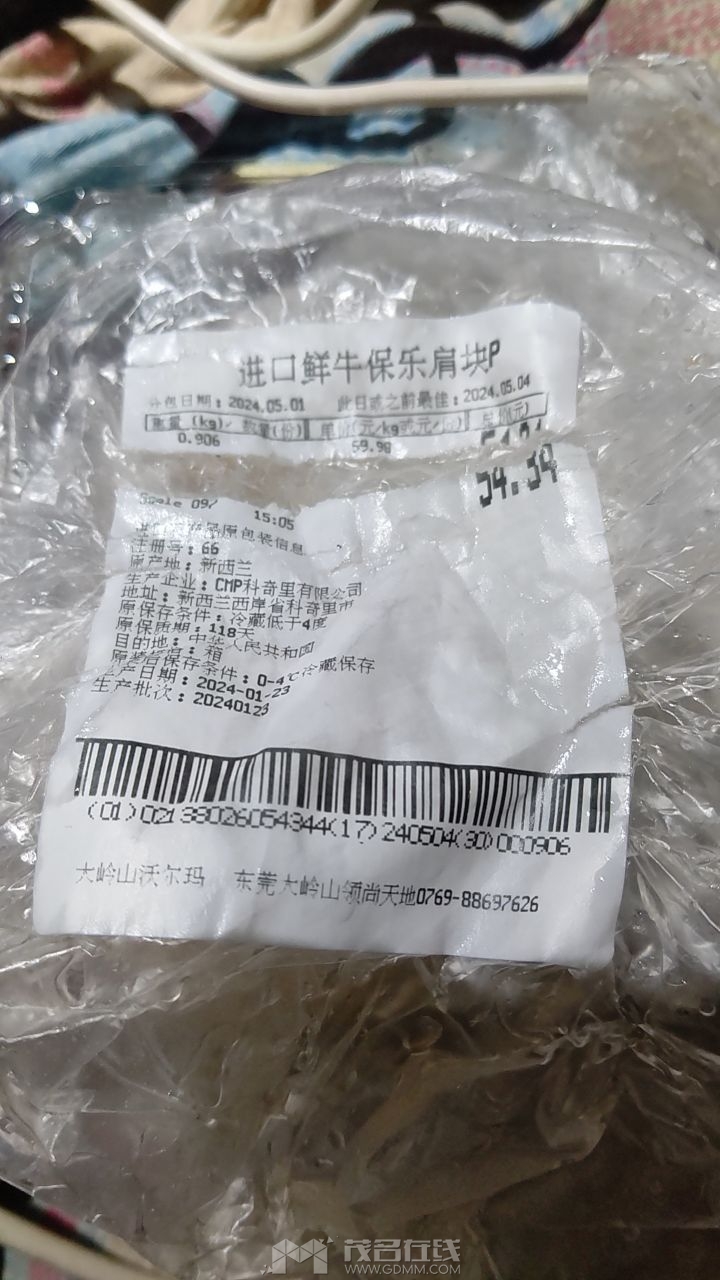 进口鲜牛保乐肩块P
分包日期：2024.05.01 此日或之前最佳：2024.05.04
重量 (kg)/ 数量(份) 单价(元/kg或元/份) 总价(元)
0.906 59.98
54.34
15:05
原包装信息
注册号：66
原产地：新西兰
生产企业：CMP科奇里有限公司
地址：新西兰西岸省科奇里市
原保存条件：冷藏低于4度
原保质期：118天
目的地：中华人民共和国
保存条件：0-4℃冷藏保存
生产日期：2024-01-23
生产批次：20240123
(01)02138026054344(17)240504(30)000906
大岭山沃尔玛 东莞大岭山领尚天地0769-88697626
茂名在线
WWW.GDMM.COM